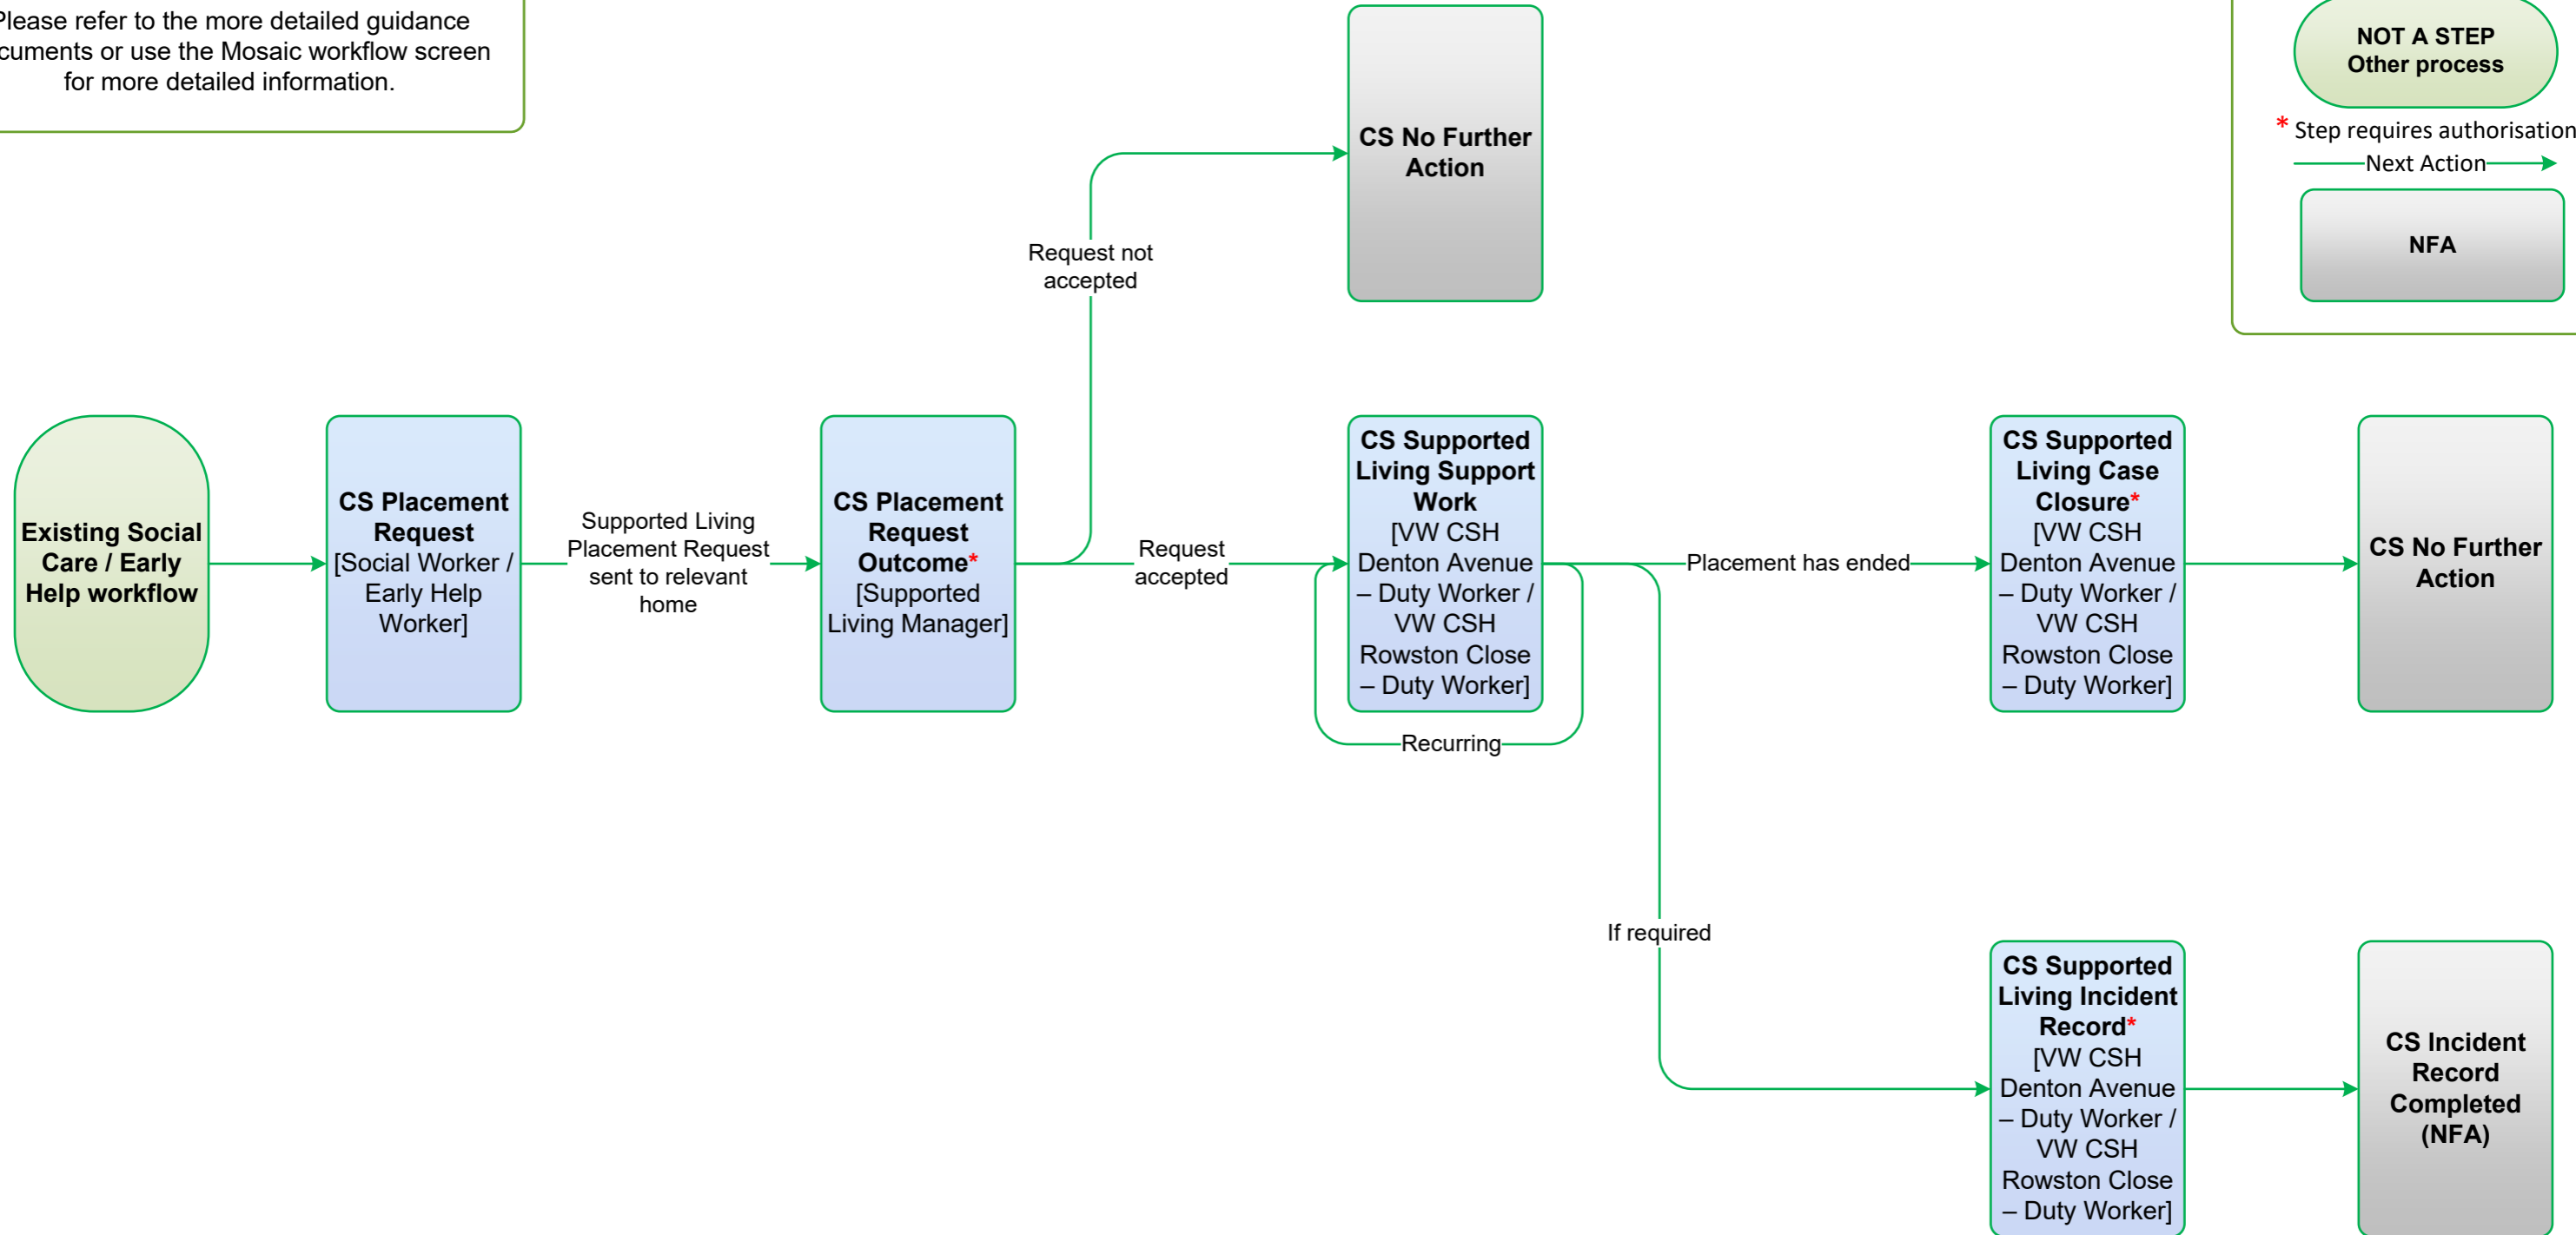 Please refer to the more detailed guidance
cuments or use the Mosaic workflow screen
for more detailed information.
NOT A STEP
Other process
* Step requires authorisation
Next Action
NFA
CS No Further
Action
Request not
accepted
Existing Social
Care / Early
Help workflow
CS Placement
Request
[Social Worker /
Early Help
Worker]
Supported Living
Placement Request
sent to relevant
home
CS Placement
Request
Outcome*
[Supported
Living Manager]
Request
accepted
CS Supported
Living Support
Work
[VW CSH
Denton Avenue
– Duty Worker /
VW CSH
Rowston Close
– Duty Worker]
Recurring
Placement has ended
CS Supported
Living Case
Closure*
[VW CSH
Denton Avenue
– Duty Worker /
VW CSH
Rowston Close
– Duty Worker]
CS No Further
Action
If required
CS Supported
Living Incident
Record*
[VW CSH
Denton Avenue
– Duty Worker /
VW CSH
Rowston Close
– Duty Worker]
CS Incident
Record
Completed
(NFA)